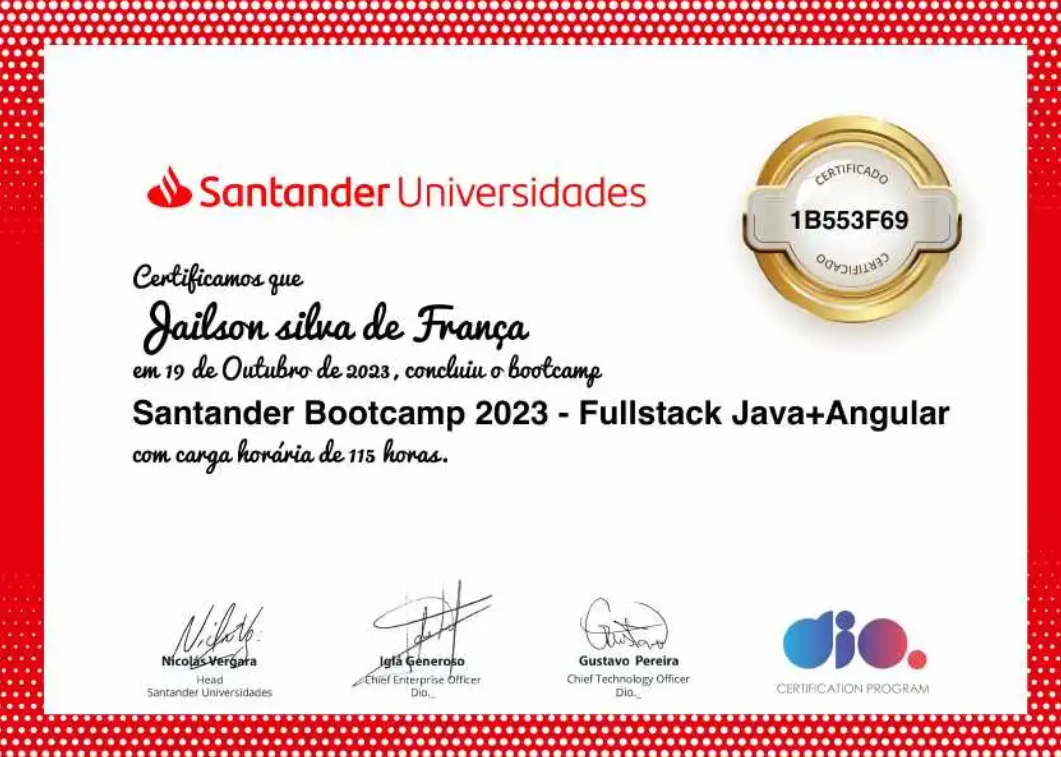 Santander Universidades
CERTIFICADO
1B553F69
CERTIFICADO
Certificamos que
Jailson silva de França
em 19 de Outubro de 2023, concluiu o bootcamp
Santander Bootcamp 2023 - Fullstack Java+Angular
com carga horária de 115 horas.
Nicolás Vergara
Head
Santander Universidades
Iglá Generoso
Chief Enterprise Officer
Dio._
Gustavo Pereira
Chief Technology Officer
Dio._
dio.
CERTIFICATION PROGRAM